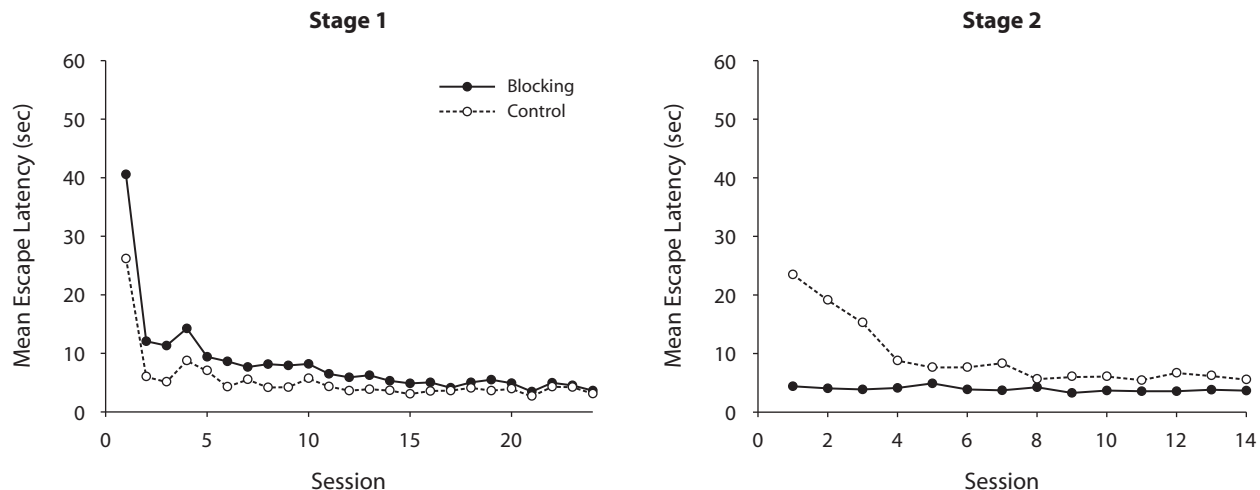 Stage 1
60
50
40
30
20
10
0
Mean Escape Latency (sec)
Blocking
Control
0 5 10 15 20
Session
Stage 2
60
50
40
30
20
10
0
Mean Escape Latency (sec)
0 2 4 6 8 10 12 14
Session